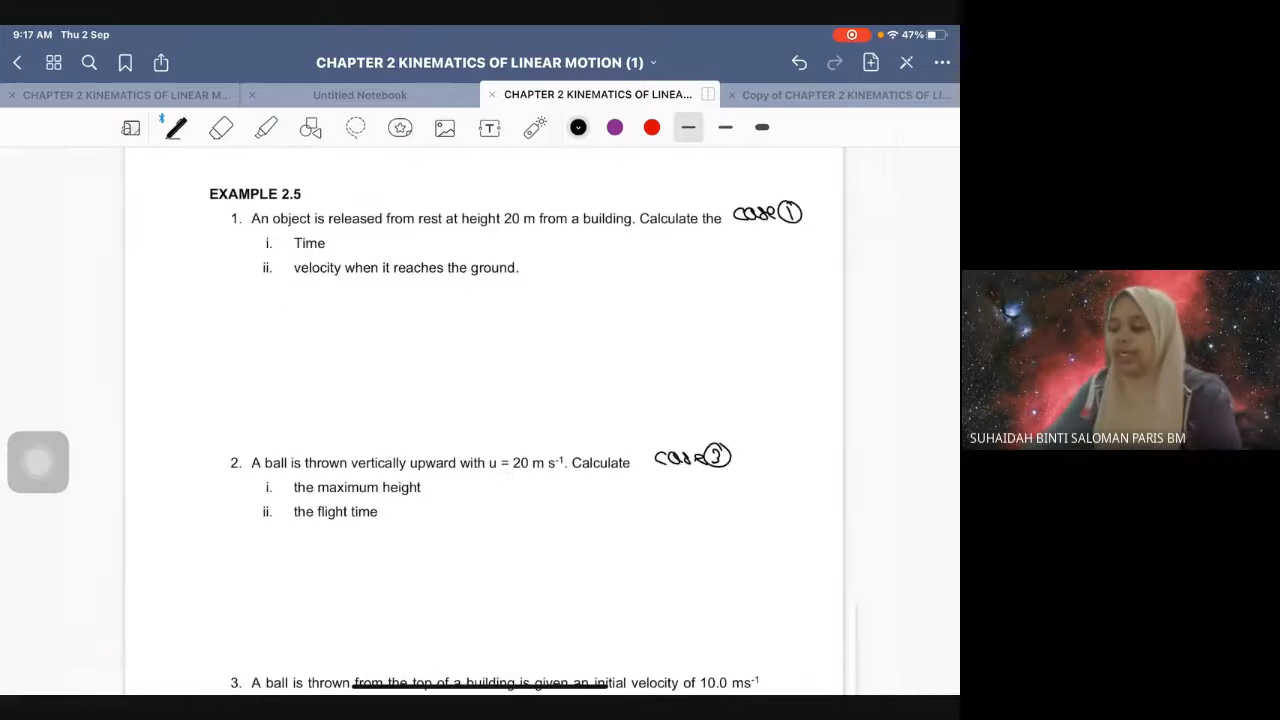 9:17 AM Thu 2 Sep
47%
CHAPTER 2 KINEMATICS OF LINEAR MOTION (1)
CHAPTER 2 KINEMATICS OF LINEAR M...
Untitled Notebook
CHAPTER 2 KINEMATICS OF LINEA...
Copy of CHAPTER 2 KINEMATICS OF LI...
EXAMPLE 2.5
1. An object is released from rest at height 20 m from a building. Calculate the case ①
i. Time
ii. velocity when it reaches the ground.
2. A ball is thrown vertically upward with u = 20 m s⁻¹. Calculate case ③
i. the maximum height
ii. the flight time
3. A ball is thrown from the top of a building is given an initial velocity of 10.0 ms⁻¹
SUHAIDAH BINTI SALOMAN PARIS BM